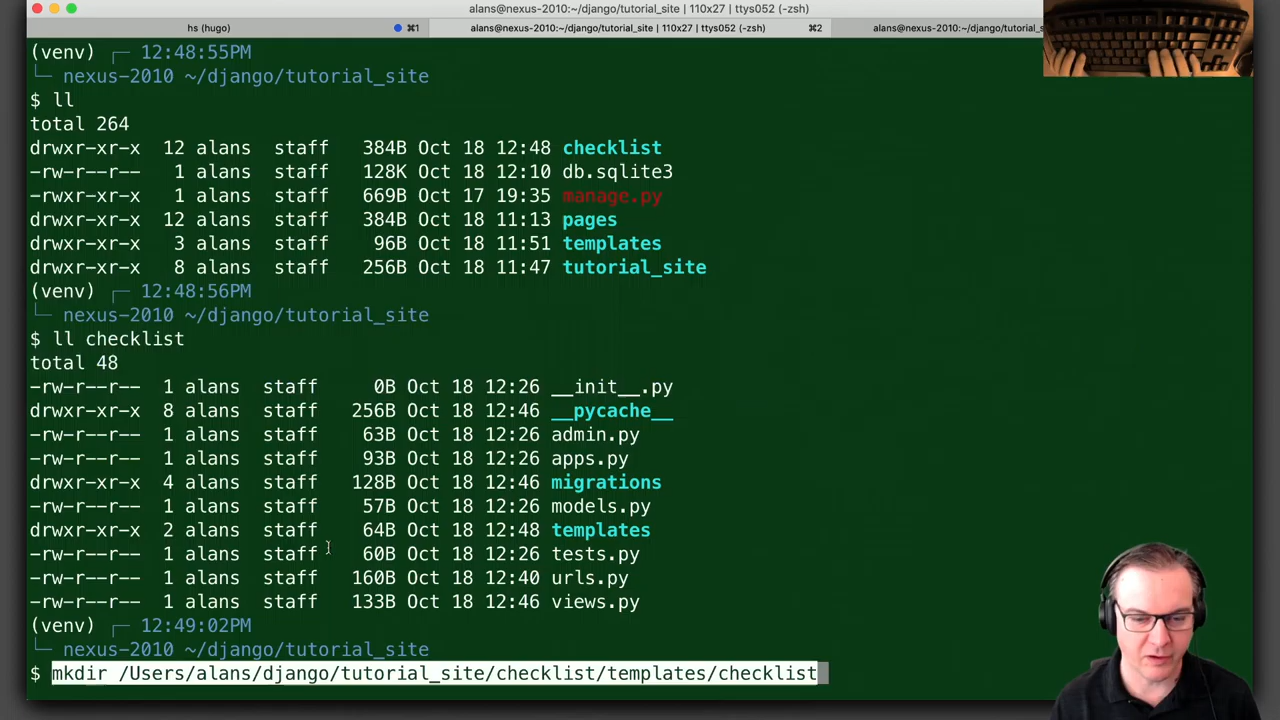 alans@nexus-2010:~/django/tutorial_site | 110x27 | ttys052 (-zsh)
hs (hugo) ⌘1 alans@nexus-2010:~/django/tutorial_site | 110x27 | ttys052 (-zsh) ⌘2 alans@nexus-2010:~/django/tutorial_s
(venv) ┌─ 12:48:55PM
└─ nexus-2010 ~/django/tutorial_site
$ ll
total 264
drwxr-xr-x 12 alans staff 384B Oct 18 12:48 checklist
-rw-r--r-- 1 alans staff 128K Oct 18 12:10 db.sqlite3
-rwxr-xr-x 1 alans staff 669B Oct 17 19:35 manage.py
drwxr-xr-x 12 alans staff 384B Oct 18 11:13 pages
drwxr-xr-x 3 alans staff 96B Oct 18 11:51 templates
drwxr-xr-x 8 alans staff 256B Oct 18 11:47 tutorial_site
(venv) ┌─ 12:48:56PM
└─ nexus-2010 ~/django/tutorial_site
$ ll checklist
total 48
-rw-r--r-- 1 alans staff 0B Oct 18 12:26 __init__.py
drwxr-xr-x 8 alans staff 256B Oct 18 12:46 __pycache__
-rw-r--r-- 1 alans staff 63B Oct 18 12:26 admin.py
-rw-r--r-- 1 alans staff 93B Oct 18 12:26 apps.py
drwxr-xr-x 4 alans staff 128B Oct 18 12:46 migrations
-rw-r--r-- 1 alans staff 57B Oct 18 12:26 models.py
drwxr-xr-x 2 alans staff 64B Oct 18 12:48 templates
-rw-r--r-- 1 alans staff 60B Oct 18 12:26 tests.py
-rw-r--r-- 1 alans staff 160B Oct 18 12:40 urls.py
-rw-r--r-- 1 alans staff 133B Oct 18 12:46 views.py
(venv) ┌─ 12:49:02PM
└─ nexus-2010 ~/django/tutorial_site
$ mkdir /Users/alans/django/tutorial_site/checklist/templates/checklist